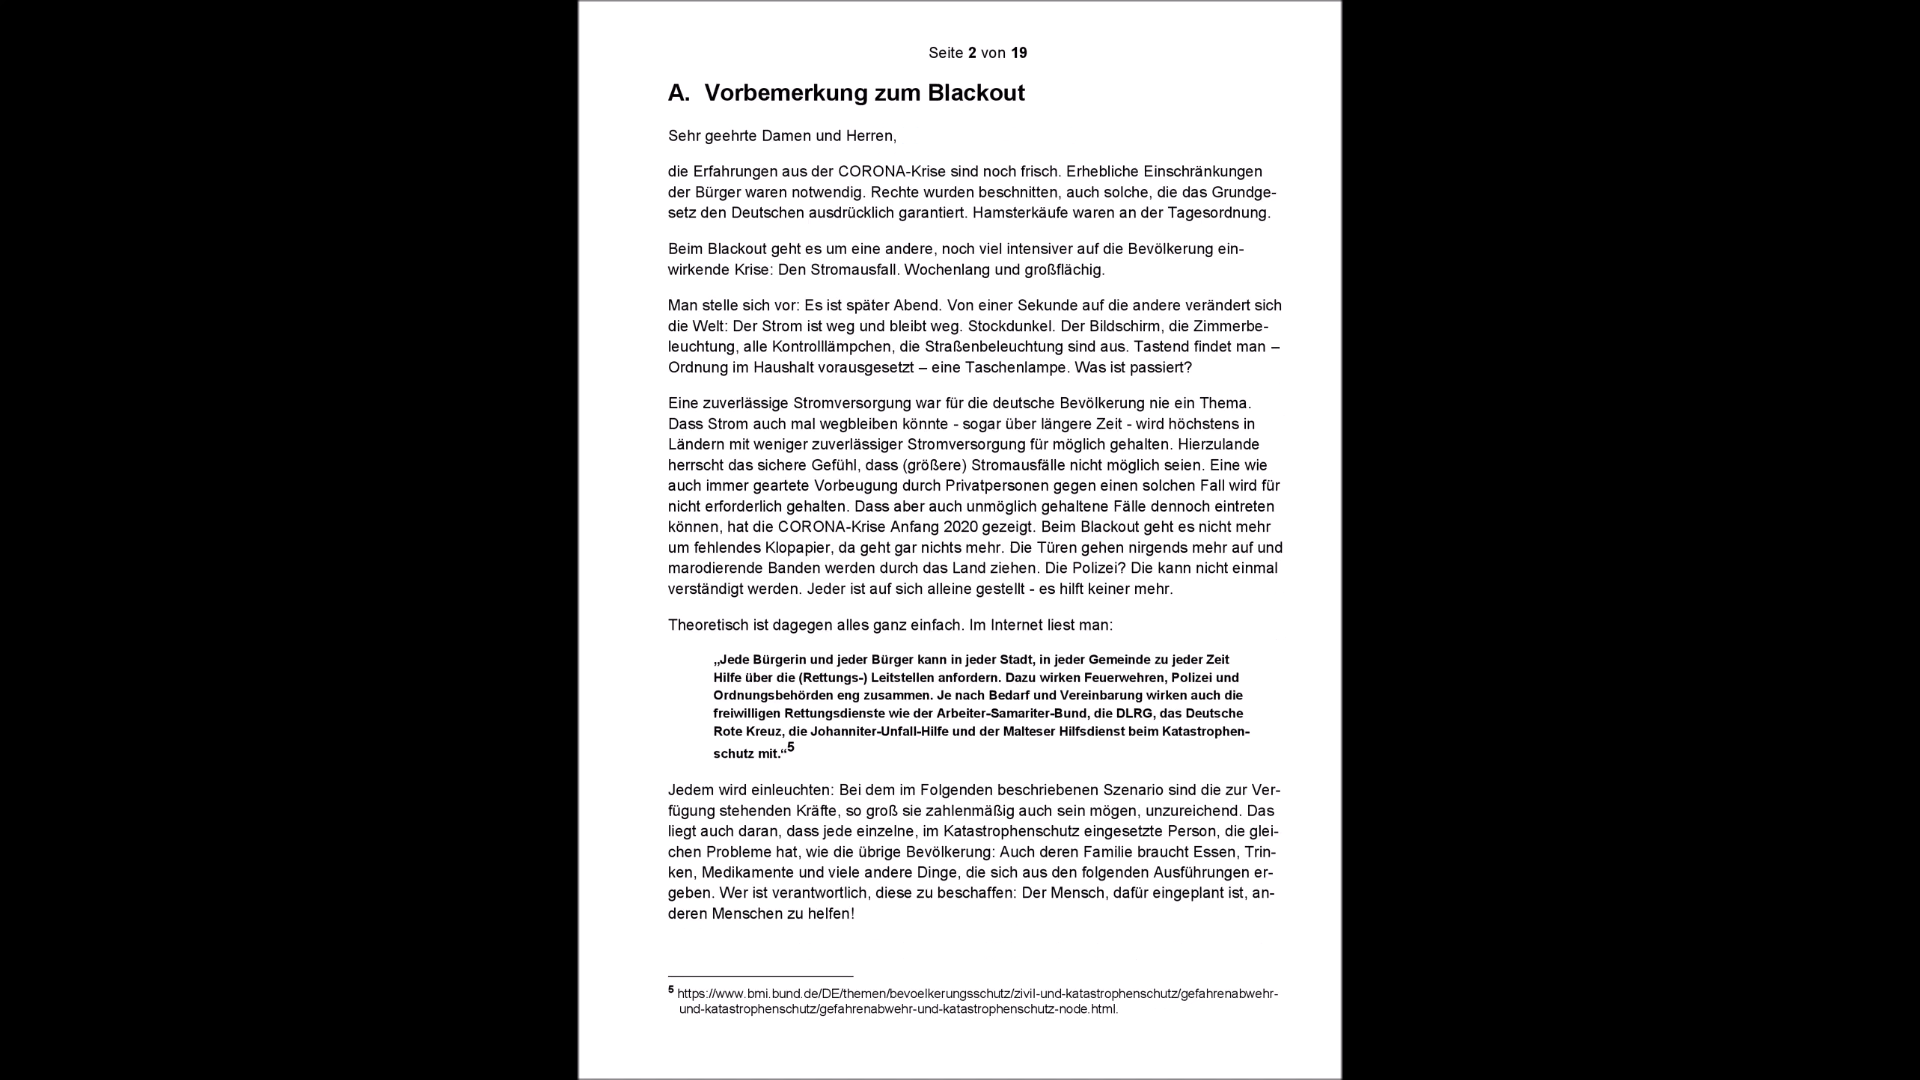 Seite 2 von 19
A. Vorbemerkung zum Blackout
Sehr geehrte Damen und Herren,
die Erfahrungen aus der CORONA-Krise sind noch frisch. Erhebliche Einschränkungen
der Bürger waren notwendig. Rechte wurden beschnitten, auch solche, die das Grundge-
setz den Deutschen ausdrücklich garantiert. Hamsterkäufe waren an der Tagesordnung.
Beim Blackout geht es um eine andere, noch viel intensiver auf die Bevölkerung ein-
wirkende Krise: Den Stromausfall. Wochenlang und großflächig.
Man stelle sich vor: Es ist später Abend. Von einer Sekunde auf die andere verändert sich
die Welt: Der Strom ist weg und bleibt weg. Stockdunkel. Der Bildschirm, die Zimmerbe-
leuchtung, alle Kontrolllämpchen, die Straßenbeleuchtung sind aus. Tastend findet man –
Ordnung im Haushalt vorausgesetzt – eine Taschenlampe. Was ist passiert?
Eine zuverlässige Stromversorgung war für die deutsche Bevölkerung nie ein Thema.
Dass Strom auch mal wegbleiben könnte - sogar über längere Zeit - wird höchstens in
Ländern mit weniger zuverlässiger Stromversorgung für möglich gehalten. Hierzulande
herrscht das sichere Gefühl, dass (größere) Stromausfälle nicht möglich seien. Eine wie
auch immer geartete Vorbeugung durch Privatpersonen gegen einen solchen Fall wird für
nicht erforderlich gehalten. Dass aber auch unmöglich gehaltene Fälle dennoch eintreten
können, hat die CORONA-Krise Anfang 2020 gezeigt. Beim Blackout geht es nicht mehr
um fehlendes Klopapier, da geht gar nichts mehr. Die Türen gehen nirgends mehr auf und
marodierende Banden werden durch das Land ziehen. Die Polizei? Die kann nicht einmal
verständigt werden. Jeder ist auf sich alleine gestellt - es hilft keiner mehr.
Theoretisch ist dagegen alles ganz einfach. Im Internet liest man:
„Jede Bürgerin und jeder Bürger kann in jeder Stadt, in jeder Gemeinde zu jeder Zeit
Hilfe über die (Rettungs-) Leitstellen anfordern. Dazu wirken Feuerwehren, Polizei und
Ordnungsbehörden eng zusammen. Je nach Bedarf und Vereinbarung wirken auch die
freiwilligen Rettungsdienste wie der Arbeiter-Samariter-Bund, die DLRG, das Deutsche
Rote Kreuz, die Johanniter-Unfall-Hilfe und der Malteser Hilfsdienst beim Katastrophen-
schutz mit.“5
Jedem wird einleuchten: Bei dem im Folgenden beschriebenen Szenario sind die zur Ver-
fügung stehenden Kräfte, so groß sie zahlenmäßig auch sein mögen, unzureichend. Das
liegt auch daran, dass jede einzelne, im Katastrophenschutz eingesetzte Person, die glei-
chen Probleme hat, wie die übrige Bevölkerung: Auch deren Familie braucht Essen, Trin-
ken, Medikamente und viele andere Dinge, die sich aus den folgenden Ausführungen er-
geben. Wer ist verantwortlich, diese zu beschaffen: Der Mensch, dafür eingeplant ist, an-
deren Menschen zu helfen!
5 https://www.bmi.bund.de/DE/themen/bevoelkerungsschutz/zivil-und-katastrophenschutz/gefahrenabwehr-
und-katastrophenschutz/gefahrenabwehr-und-katastrophenschutz-node.html.